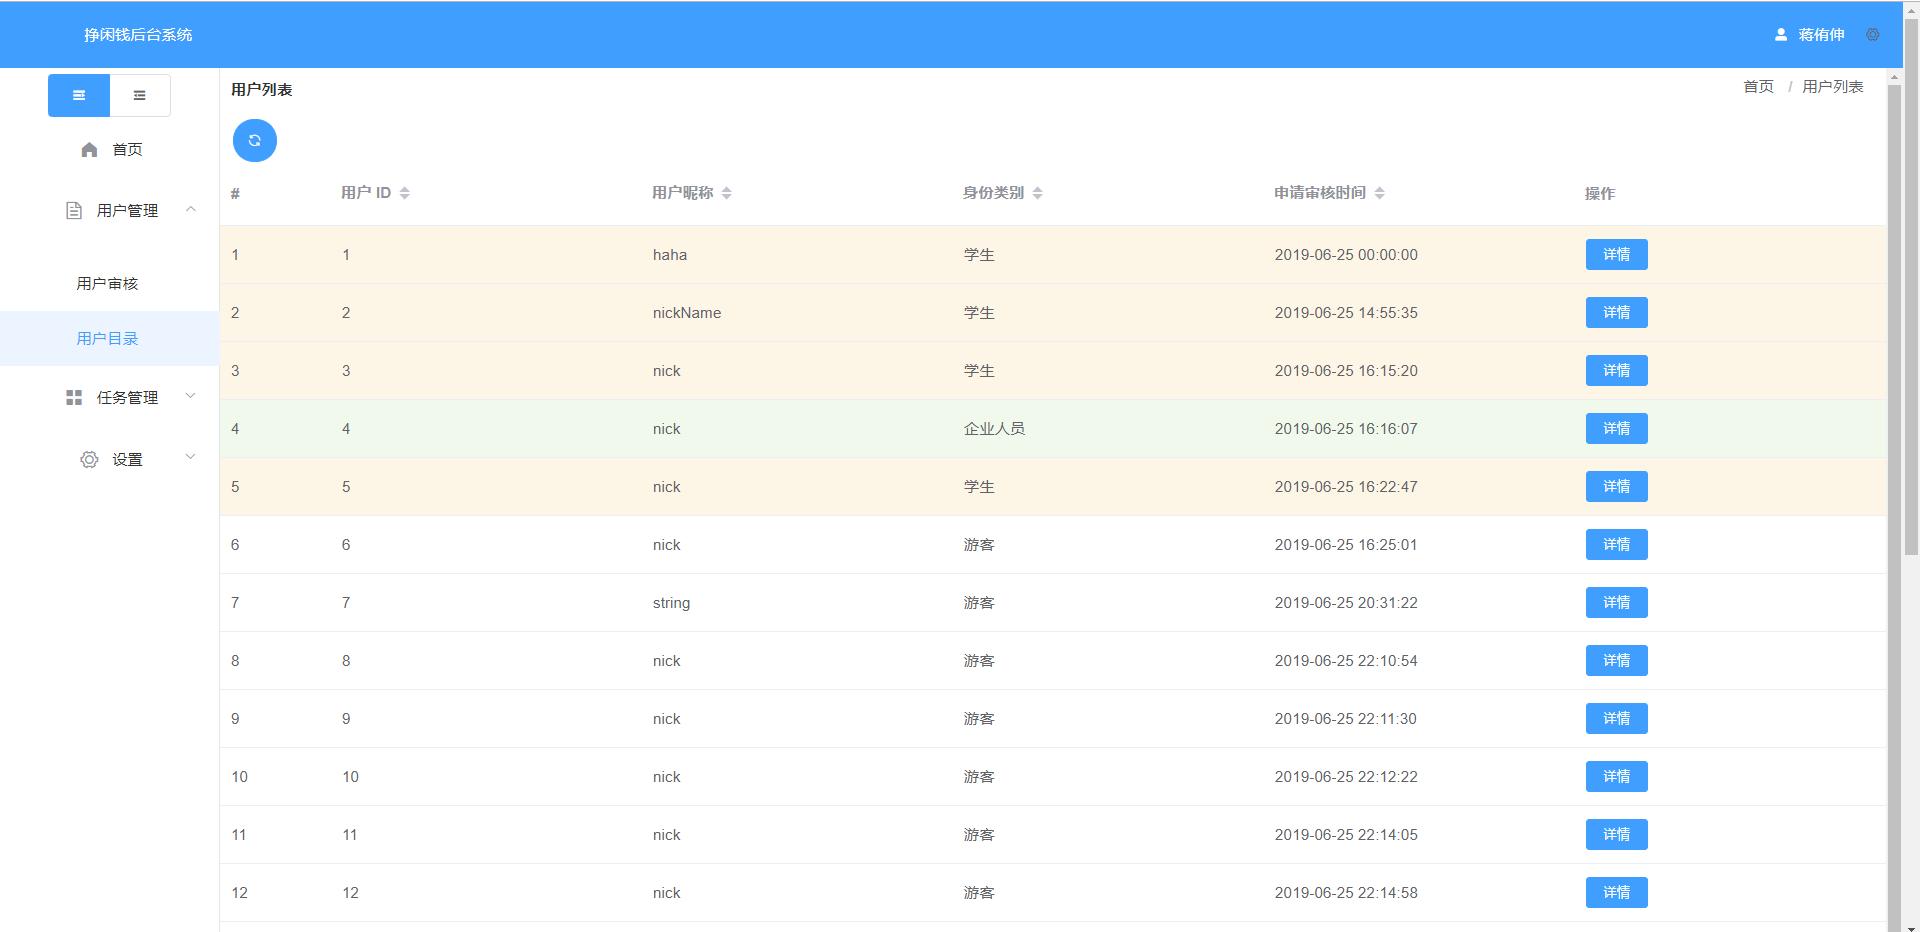 挣闲钱后台系统
蒋侑伸
首页
用户管理
用户审核
用户目录
任务管理
设置
用户列表
首页 / 用户列表
# 用户 ID 用户昵称 身份类别 申请审核时间 操作
1 1 haha 学生 2019-06-25 00:00:00 详情
2 2 nickName 学生 2019-06-25 14:55:35 详情
3 3 nick 学生 2019-06-25 16:15:20 详情
4 4 nick 企业人员 2019-06-25 16:16:07 详情
5 5 nick 学生 2019-06-25 16:22:47 详情
6 6 nick 游客 2019-06-25 16:25:01 详情
7 7 string 游客 2019-06-25 20:31:22 详情
8 8 nick 游客 2019-06-25 22:10:54 详情
9 9 nick 游客 2019-06-25 22:11:30 详情
10 10 nick 游客 2019-06-25 22:12:22 详情
11 11 nick 游客 2019-06-25 22:14:05 详情
12 12 nick 游客 2019-06-25 22:14:58 详情